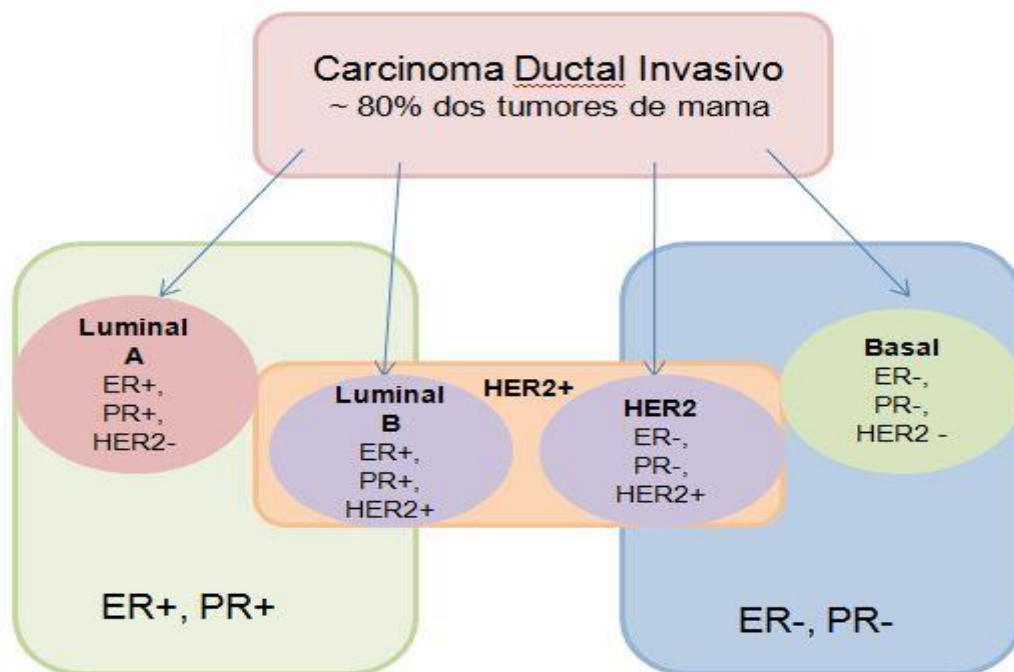 Carcinoma Ductal Invasivo
~ 80% dos tumores de mama
Luminal
A
ER+,
PR+,
HER2-
HER2+
Luminal
B
ER+,
PR+,
HER2+
HER2
ER-,
PR-,
HER2+
Basal
ER-,
PR-,
HER2 -
ER+, PR+
ER-, PR-